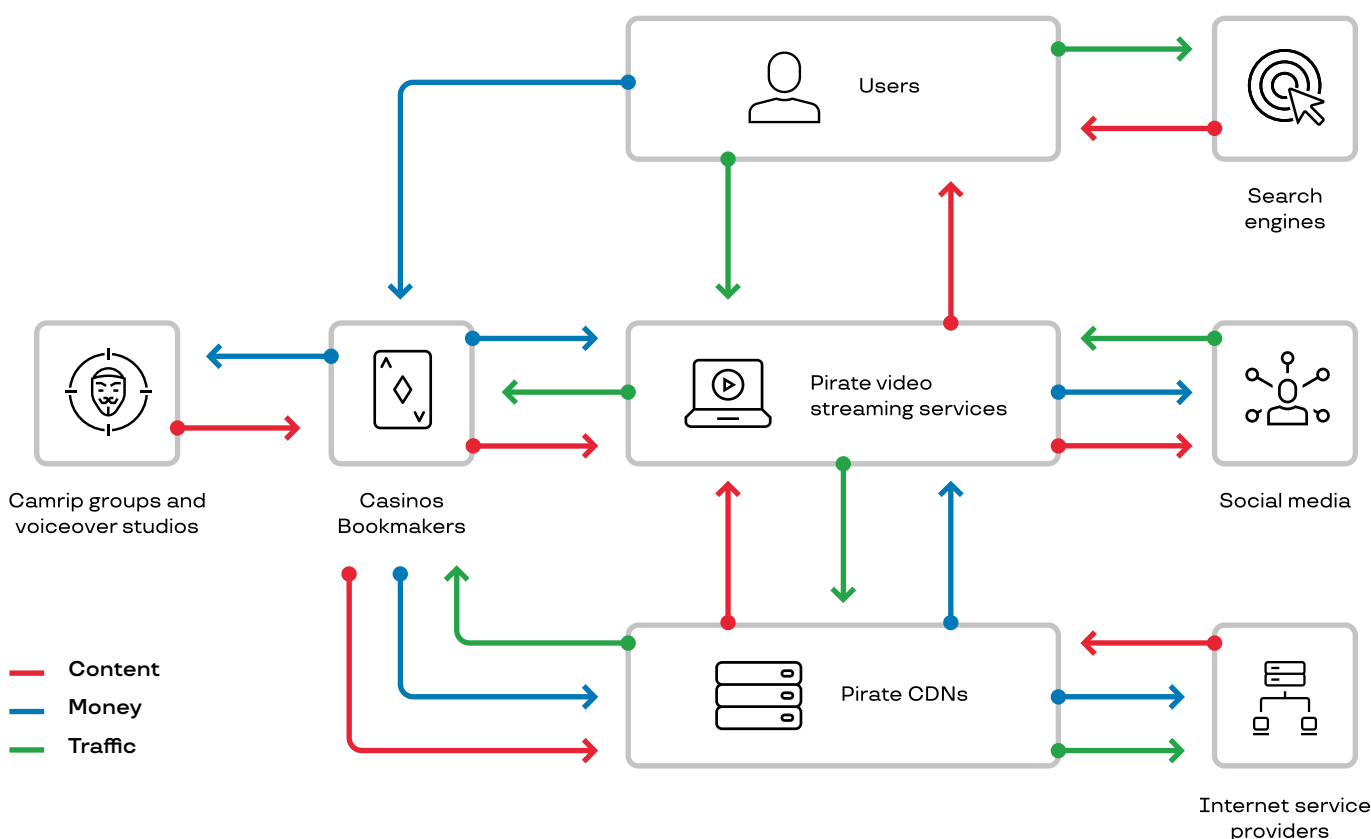 Users
Search
engines
Pirate video
streaming services
Camrip groups and
voiceover studios
Casinos
Bookmakers
Social media
Content
Money
Traffic
Pirate CDNs
Internet service
providers